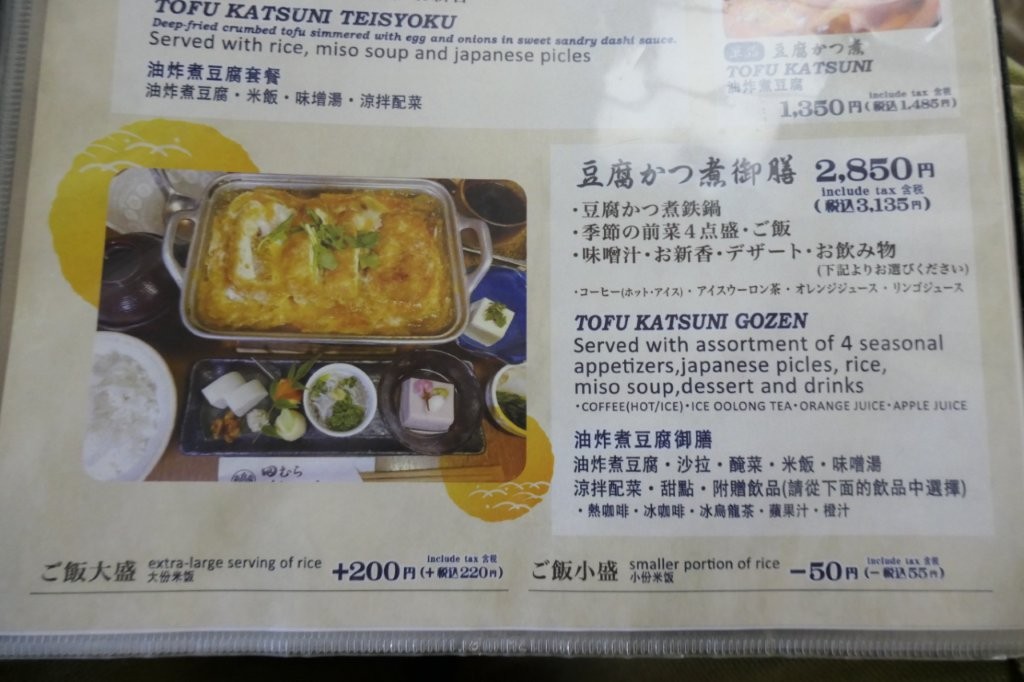 TOFU KATSUNI TEISYOKU
Deep-fried crumbed tofu simmered with egg and onions in sweet sandry dashi sauce.
Served with rice, miso soup and japanese picles
油炸煮豆腐套餐
油炸煮豆腐・米飯・味增湯・涼拌配菜
豆腐かつ煮
TOFU KATSUNI
油炸煮豆腐
include tax 含税
1,350円(税込1,485円)
豆腐かつ煮御膳 2,850円
include tax 含税
(税込3,135円)
・豆腐かつ煮鉄鍋
・季節の前菜4点盛・ご飯
・味噌汁・お新香・デザート・お飲み物
(下記よりお選びください)
・コーヒー(ホット・アイス)・アイスウーロン茶・オレンジジュース・リンゴジュース
TOFU KATSUNI GOZEN
Served with assortment of 4 seasonal
appetizers,japanese picles, rice,
miso soup,dessert and drinks
・COFFEE(HOT/ICE)・ICE OOLONG TEA・ORANGE JUICE・APPLE JUICE
油炸煮豆腐御膳
油炸煮豆腐・沙拉・醃菜・米飯・味噌湯
涼拌配菜・甜點・附贈飲品(請從下面的飲品中選擇)
・熱咖啡・冰咖啡・冰烏龍茶・蘋果汁・橙汁
田むら
ご飯大盛 extra-large serving of rice
大份米饭
include tax 含税
+200円(+税込220円)
ご飯小盛 smaller portion of rice
小份米饭
include tax 含税
−50円(−税込55円)